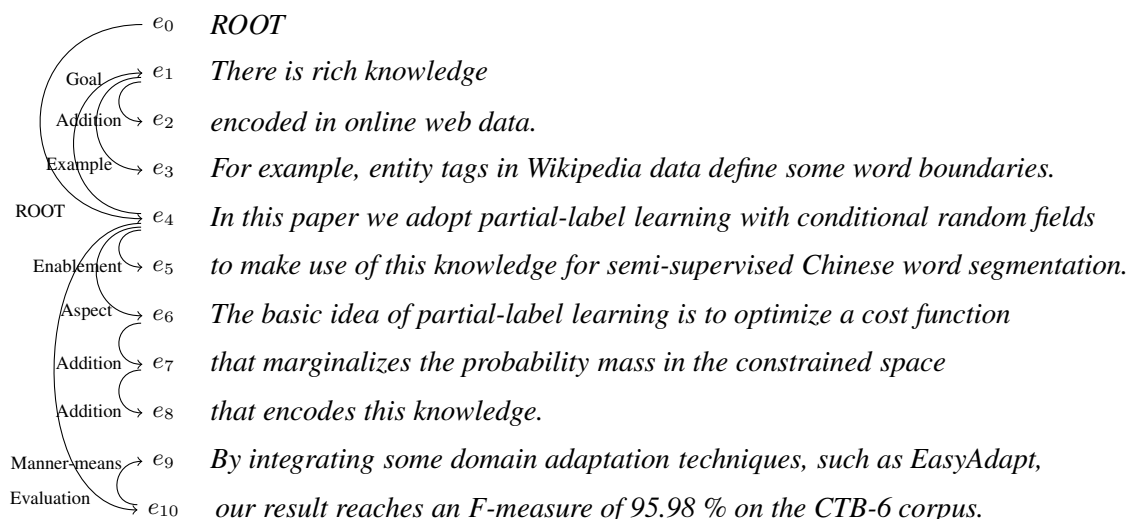 e0 ROOT
Goal e1 There is rich knowledge
Addition e2 encoded in online web data.
Example e3 For example, entity tags in Wikipedia data define some word boundaries.
ROOT e4 In this paper we adopt partial-label learning with conditional random fields
Enablement e5 to make use of this knowledge for semi-supervised Chinese word segmentation.
Aspect e6 The basic idea of partial-label learning is to optimize a cost function
Addition e7 that marginalizes the probability mass in the constrained space
Addition e8 that encodes this knowledge.
Manner-means e9 By integrating some domain adaptation techniques, such as EasyAdapt,
Evaluation e10 our result reaches an F-measure of 95.98 % on the CTB-6 corpus.